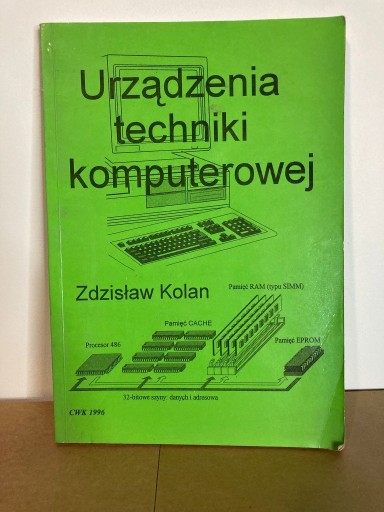 Urządzenia
techniki
komputerowej
Zdzisław Kolan
Pamięć RAM (typu SIMM)
Pamięć CACHE
Procesor 486
Pamięć EPROM
32-bitowe szyny: danych i adresowa
CWK 1996